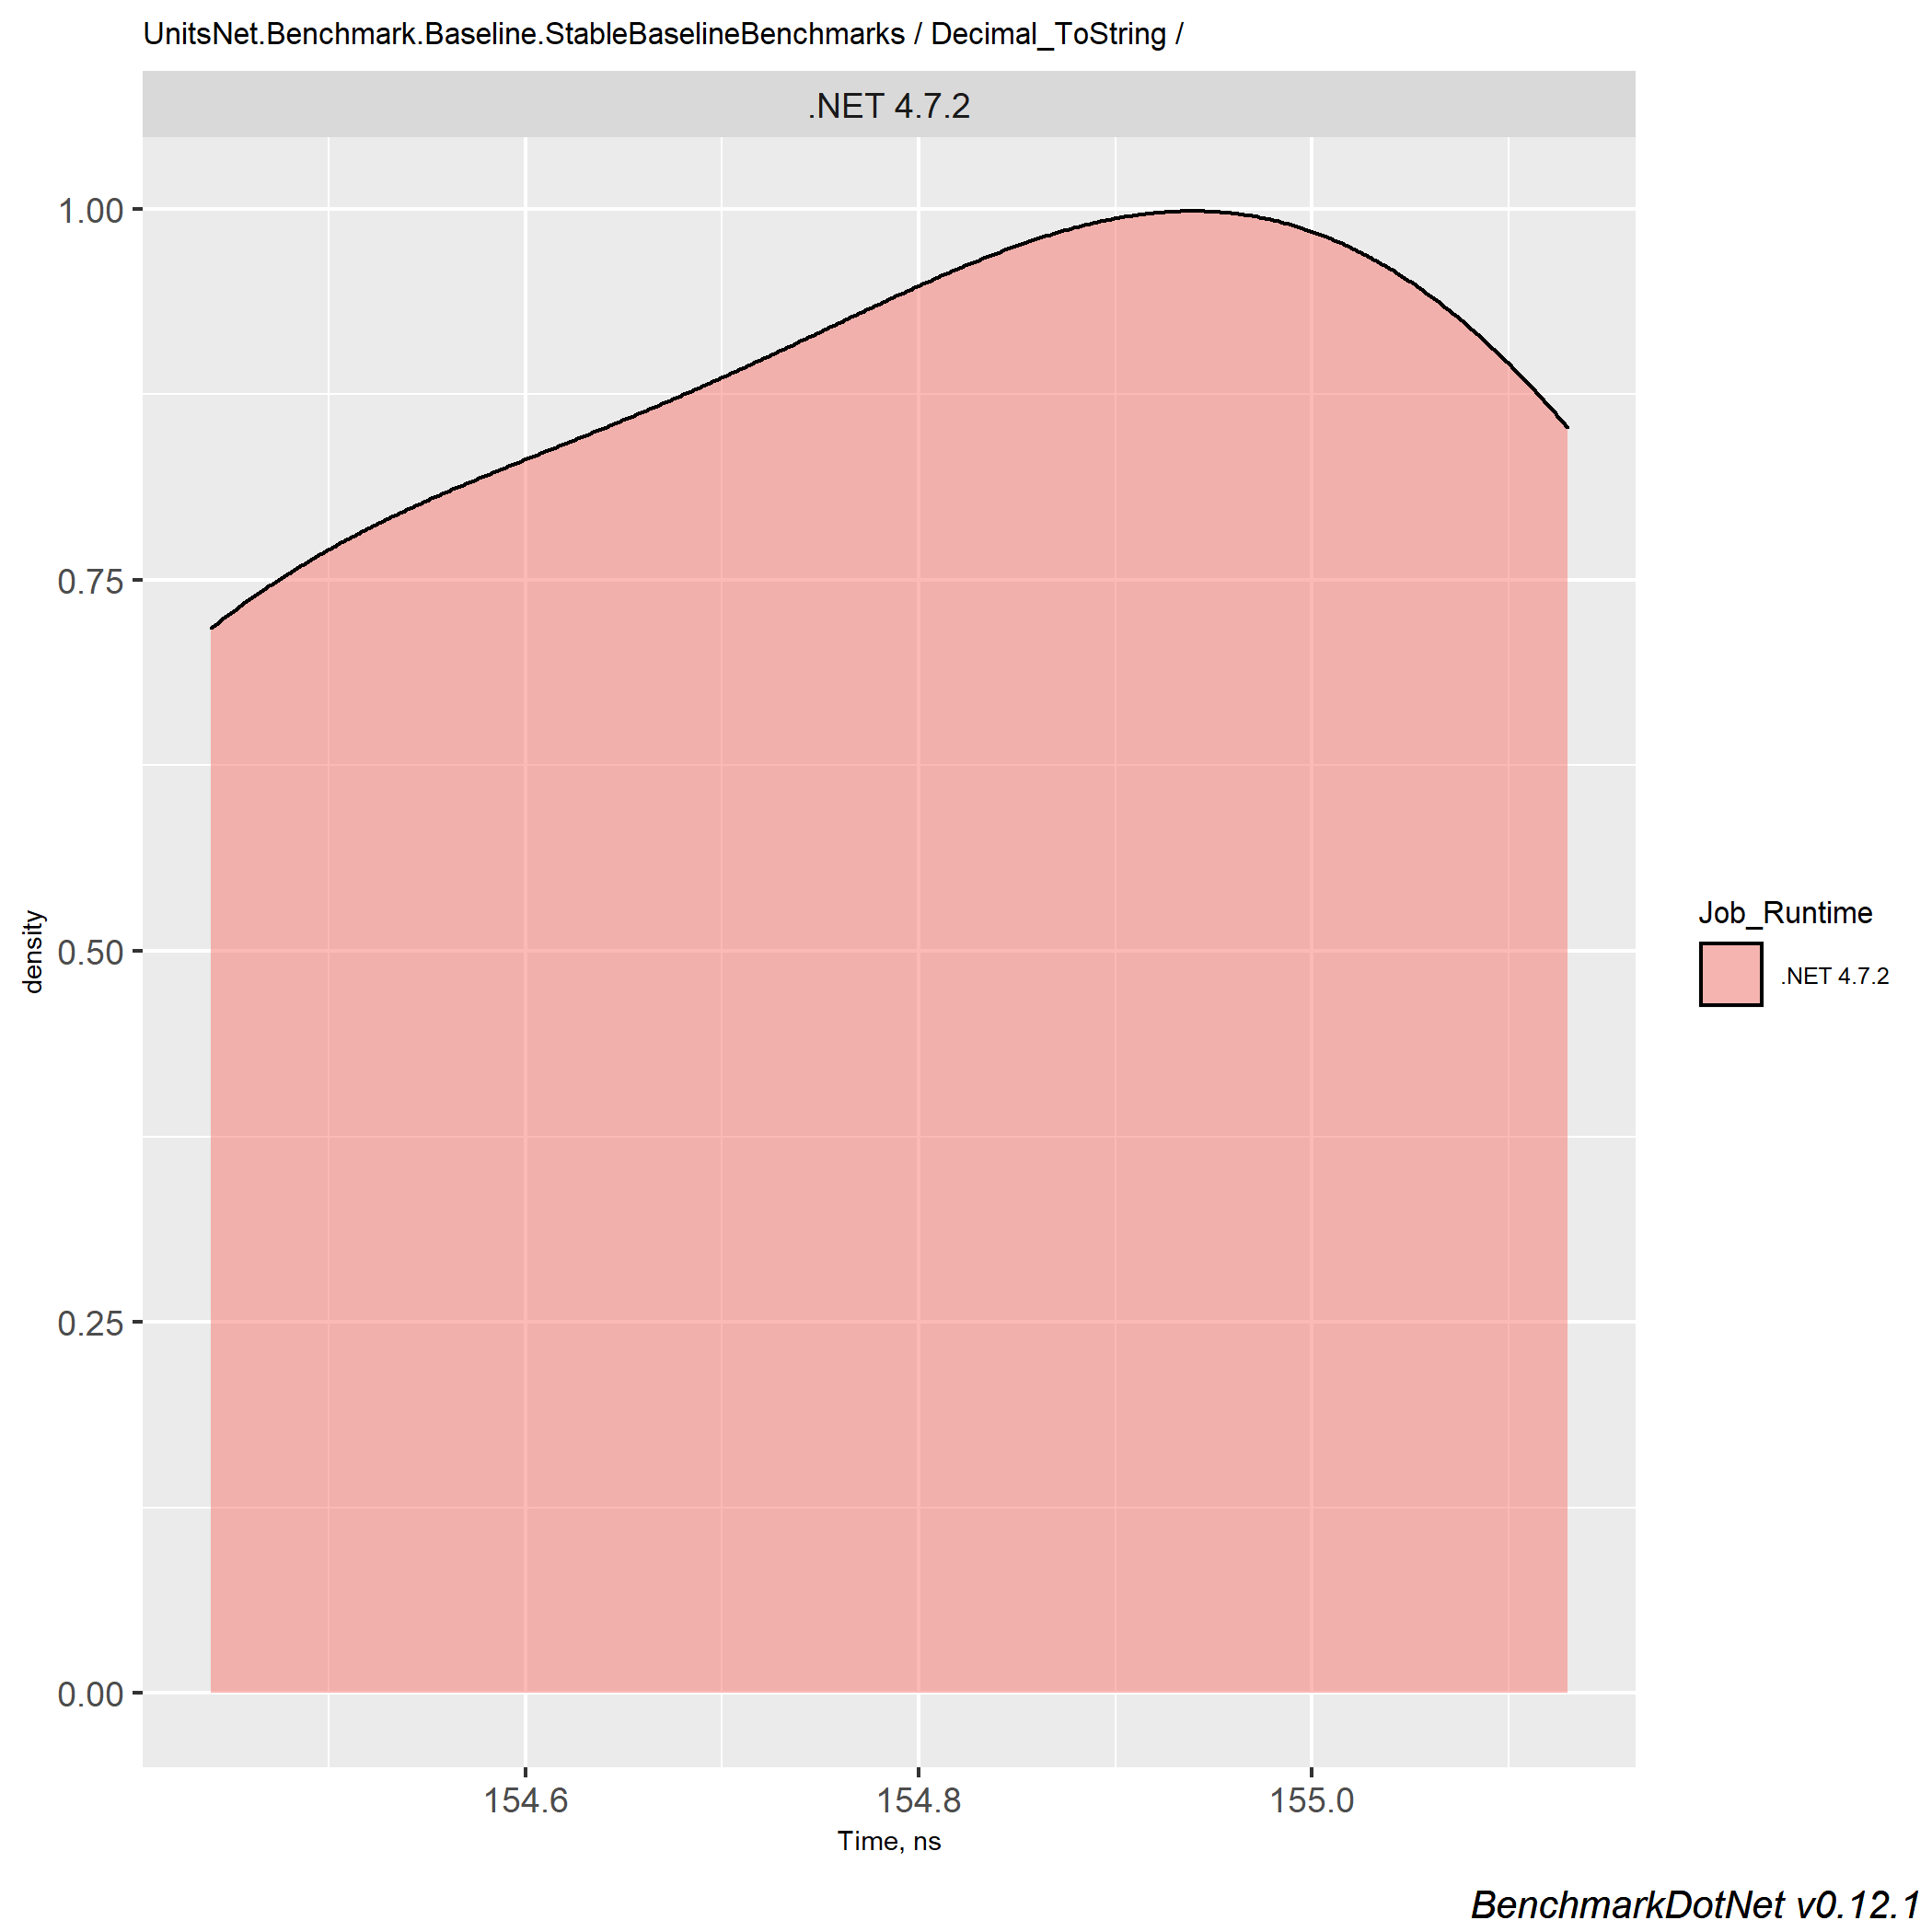 UnitsNet.Benchmark.Baseline.StableBaselineBenchmarks / Decimal_ToString /
.NET 4.7.2
1.00
0.75
0.50
0.25
0.00
density
154.6 154.8 155.0
Time, ns
Job_Runtime
.NET 4.7.2
BenchmarkDotNet v0.12.1